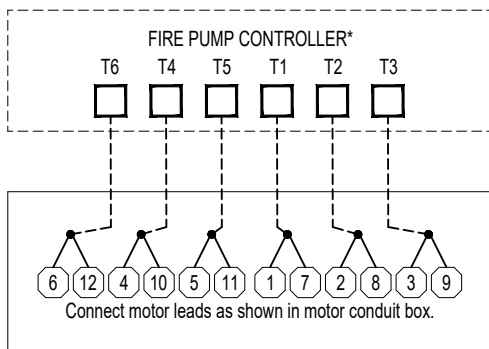 FIRE PUMP CONTROLLER*
T6 T4 T5 T1 T2 T3
6 12 4 10 5 11 1 7 2 8 3 9
Connect motor leads as shown in motor conduit box.